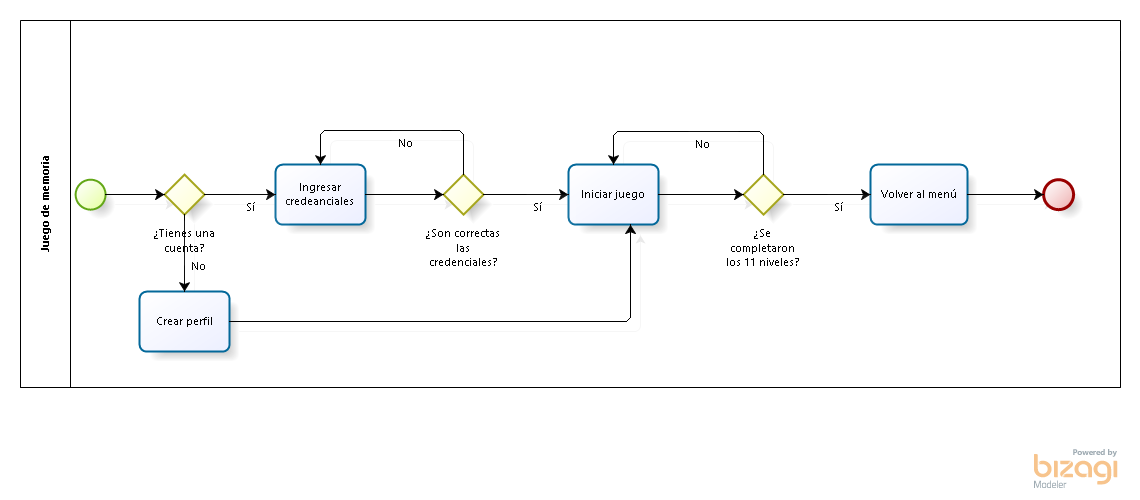 Juego de memoria
¿Tienes una
cuenta?
Sí
No
Crear perfil
Ingresar
credeanciales
No
¿Son correctas
las
credenciales?
Sí
Iniciar juego
No
¿Se
completaron
los 11 niveles?
Sí
Volver al menú
Powered by
bizagi
Modeler